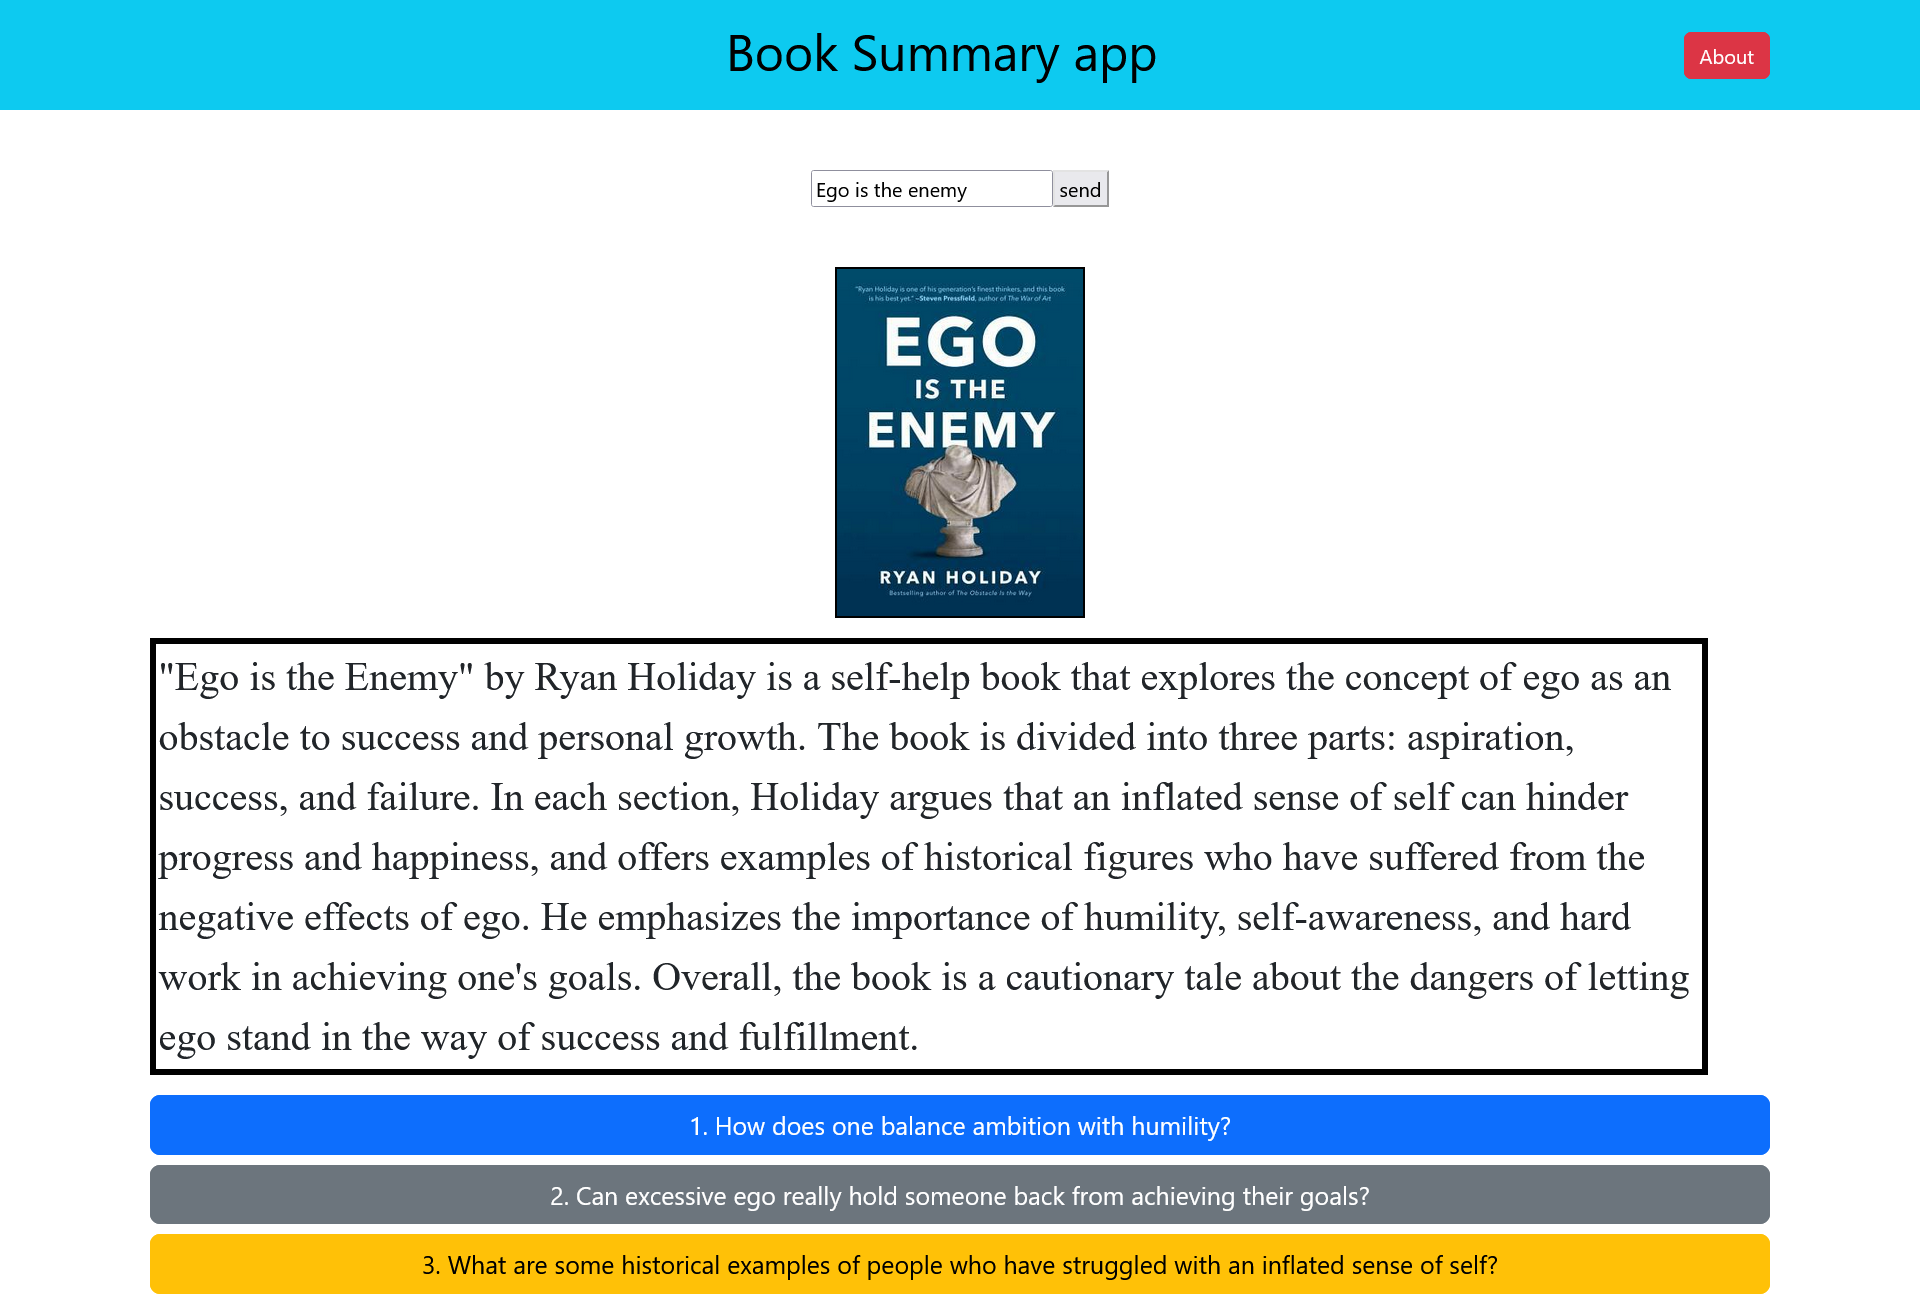 Book Summary app
About
Ego is the enemy
send
"Ryan Holiday is one of his generation's finest thinkers, and this book
is his best yet." –Steven Pressfield, author of The War of Art
EGO
IS THE
ENEMY
RYAN HOLIDAY
Bestselling author of The Obstacle Is the Way
"Ego is the Enemy" by Ryan Holiday is a self-help book that explores the concept of ego as an
obstacle to success and personal growth. The book is divided into three parts: aspiration,
success, and failure. In each section, Holiday argues that an inflated sense of self can hinder
progress and happiness, and offers examples of historical figures who have suffered from the
negative effects of ego. He emphasizes the importance of humility, self-awareness, and hard
work in achieving one's goals. Overall, the book is a cautionary tale about the dangers of letting
ego stand in the way of success and fulfillment.
1. How does one balance ambition with humility?
2. Can excessive ego really hold someone back from achieving their goals?
3. What are some historical examples of people who have struggled with an inflated sense of self?